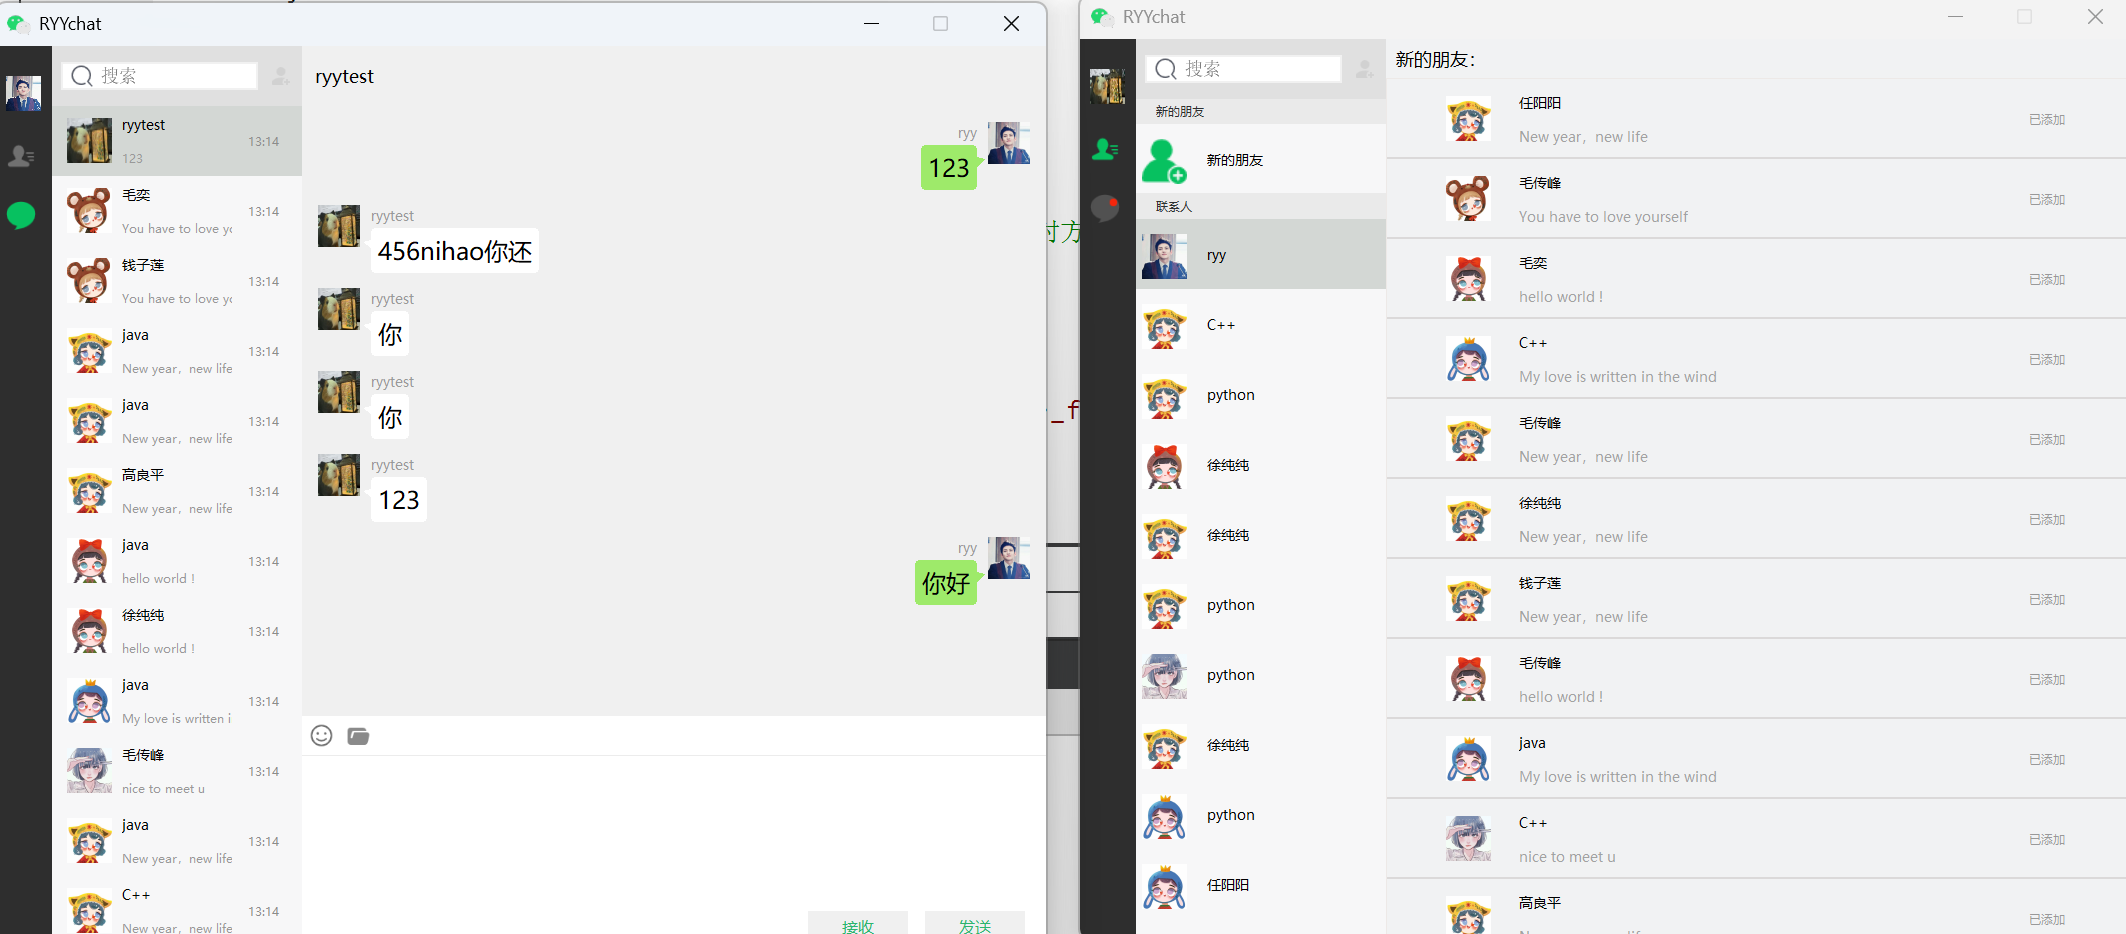 RYYchat
搜索
ryytest
13:14
123
毛奕
13:14
You have to love yo
钱子莲
13:14
You have to love yo
java
13:14
New year，new life
java
13:14
New year，new life
高良平
13:14
New year，new life
java
13:14
hello world !
徐纯纯
13:14
hello world !
java
13:14
My love is written i
毛传峰
13:14
nice to meet u
java
13:14
New year，new life
C++
13:14
New year，new life
ryytest
ryy
123
ryytest
456nihao你还
ryytest
你
ryytest
你
ryytest
123
ryy
你好
接收
发送
对方
_f
RYYchat
搜索
新的朋友
新的朋友
联系人
ryy
C++
python
徐纯纯
徐纯纯
python
python
徐纯纯
python
任阳阳
新的朋友：
任阳阳
New year，new life
已添加
毛传峰
You have to love yourself
已添加
毛奕
hello world !
已添加
C++
My love is written in the wind
已添加
毛传峰
New year，new life
已添加
徐纯纯
New year，new life
已添加
钱子莲
New year，new life
已添加
毛传峰
hello world !
已添加
java
My love is written in the wind
已添加
C++
nice to meet u
已添加
高良平
已添加